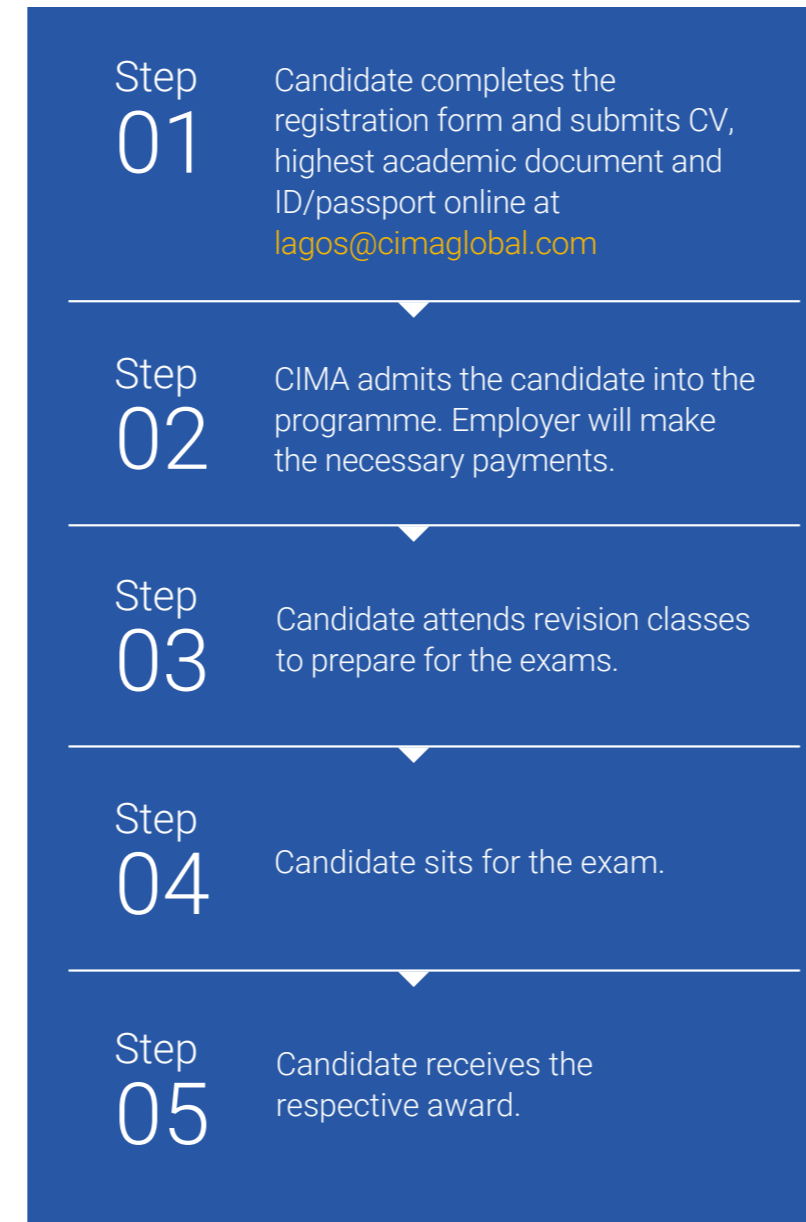 Step
01
Candidate completes the
registration form and submits CV,
highest academic document and
ID/passport online at
lagos@cimaglobal.com
Step
02
CIMA admits the candidate into the
programme. Employer will make
the necessary payments.
Step
03
Candidate attends revision classes
to prepare for the exams.
Step
04
Candidate sits for the exam.
Step
05
Candidate receives the
respective award.